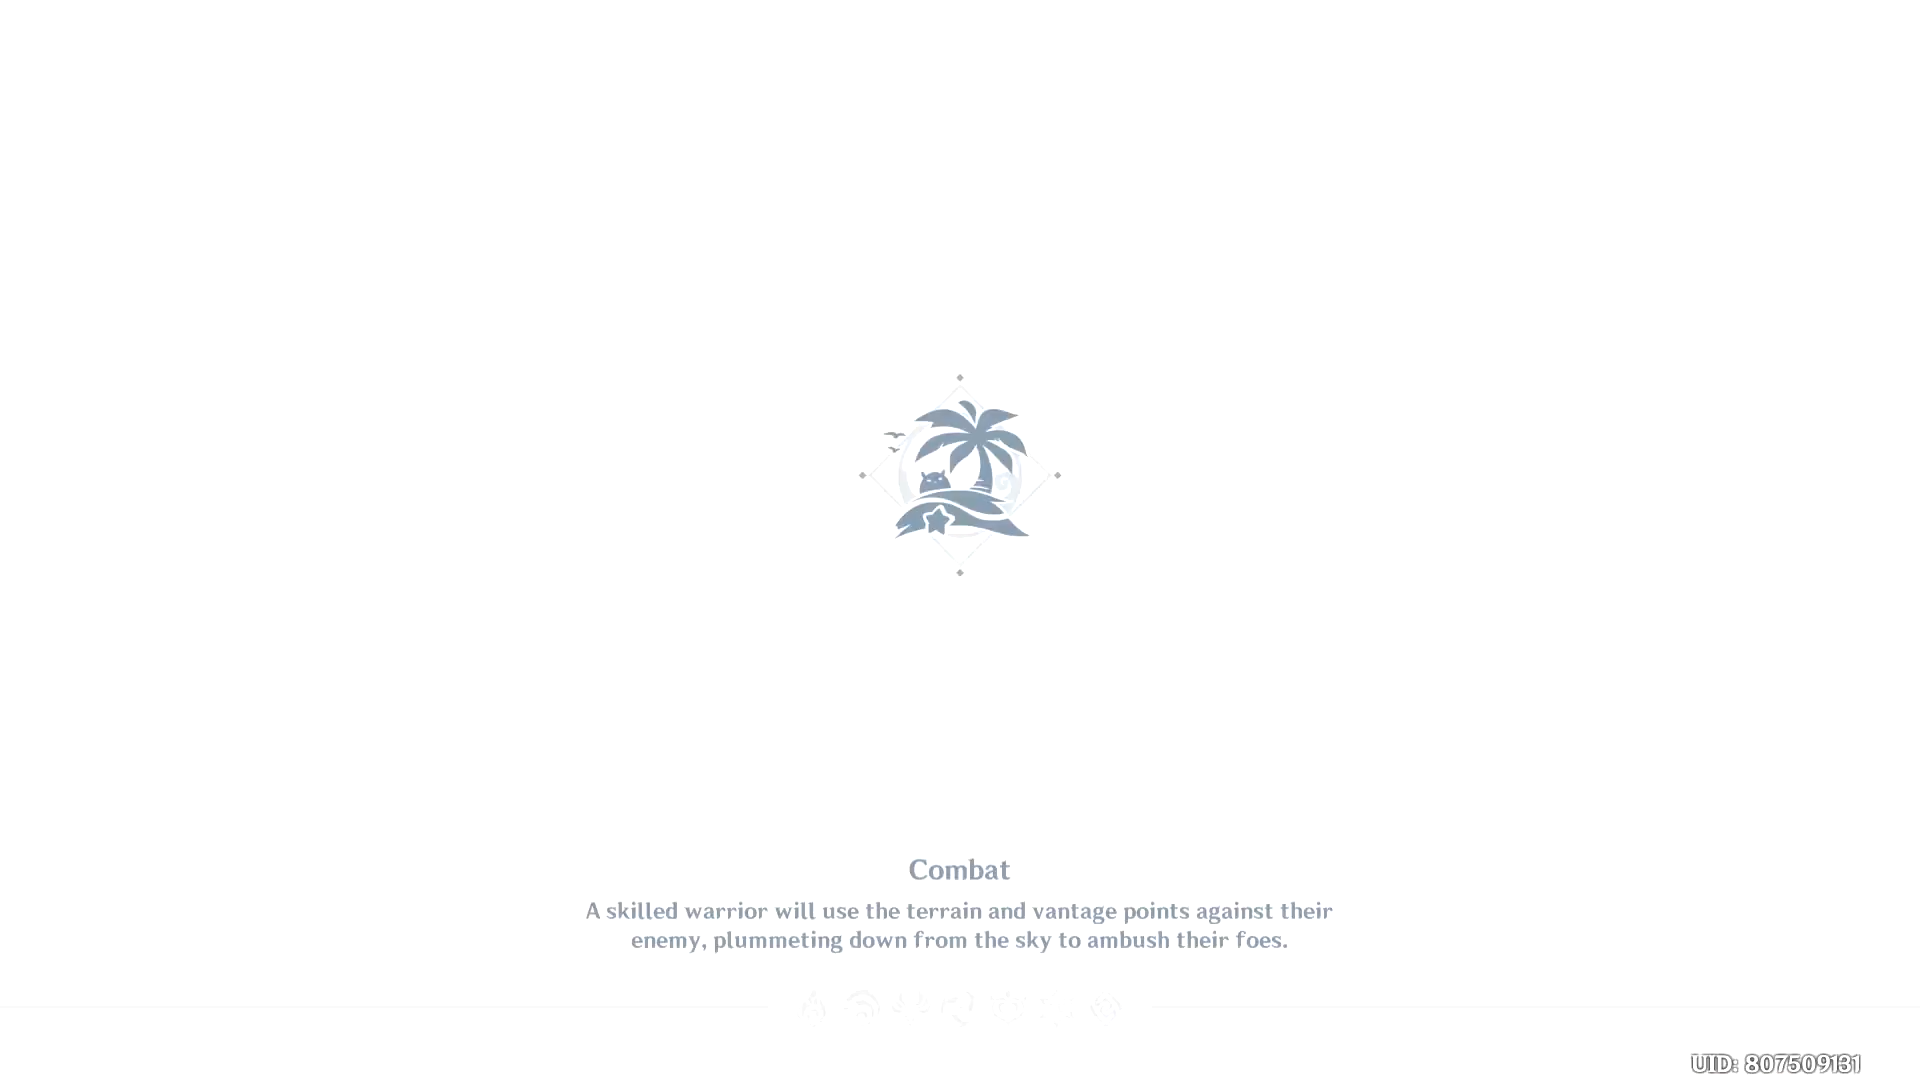 Combat
A skilled warrior will use the terrain and vantage points against their
enemy, plummeting down from the sky to ambush their foes.
UID: 807509131